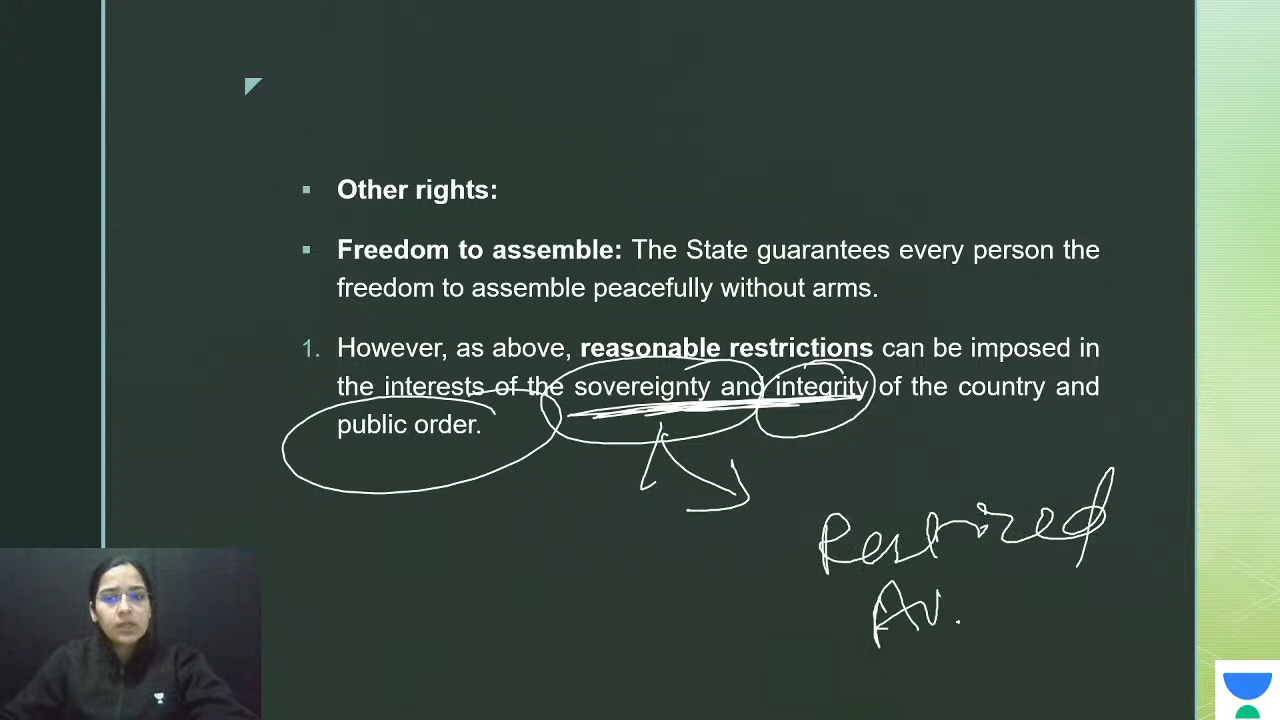 Other rights:
Freedom to assemble: The State guarantees every person the
freedom to assemble peacefully without arms.
1. However, as above, reasonable restrictions can be imposed in
the interests of the sovereignty and integrity of the country and
public order.